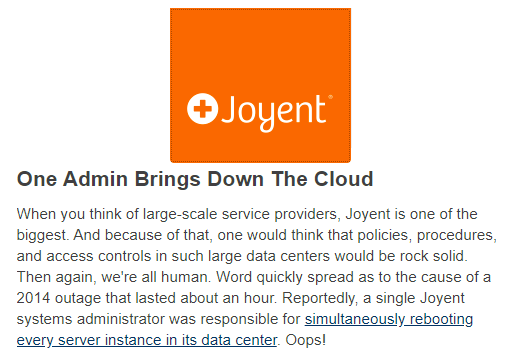 Joyent
One Admin Brings Down The Cloud
When you think of large-scale service providers, Joyent is one of the
biggest. And because of that, one would think that policies, procedures,
and access controls in such large data centers would be rock solid.
Then again, we're all human. Word quickly spread as to the cause of a
2014 outage that lasted about an hour. Reportedly, a single Joyent
systems administrator was responsible for simultaneously rebooting
every server instance in its data center. Oops!